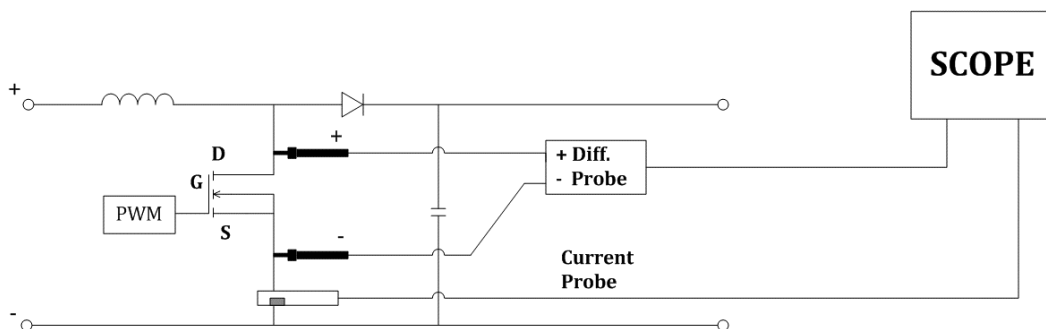 SCOPE
+
+
D
+ Diff.
- Probe
G
PWM
S
-
Current
Probe
-